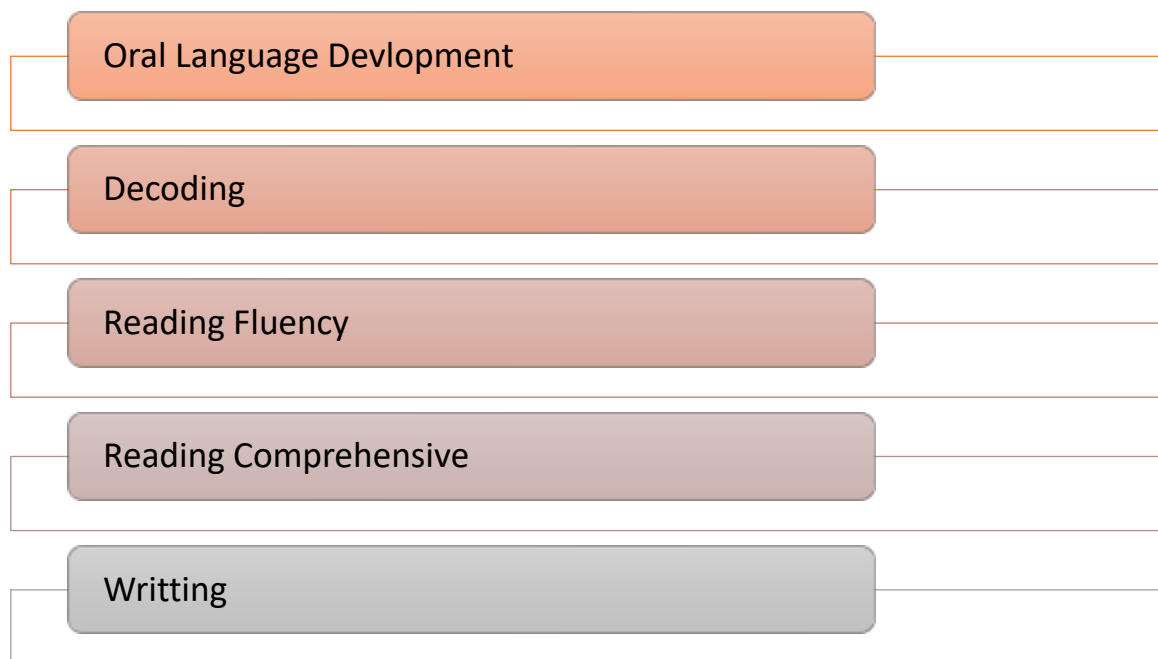 Oral Language Devlopment
Decoding
Reading Fluency
Reading Comprehensive
Writting